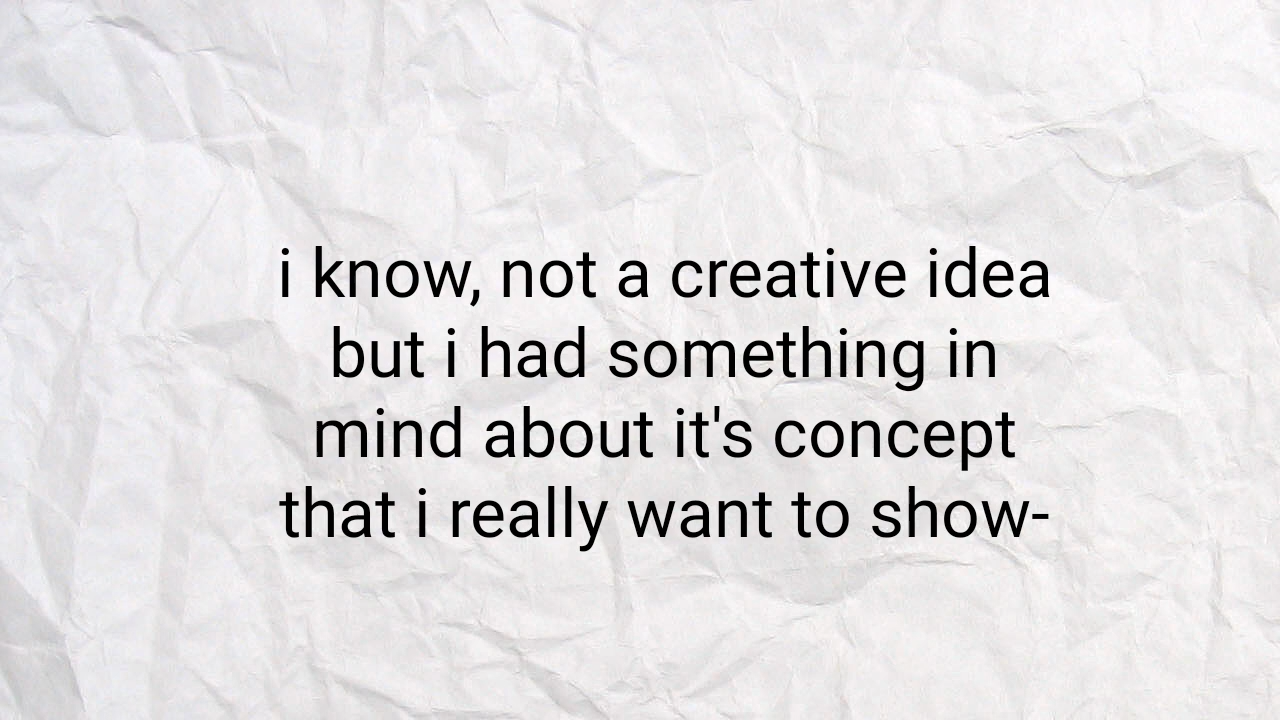 i know, not a creative idea
but i had something in
mind about it's concept
that i really want to show-